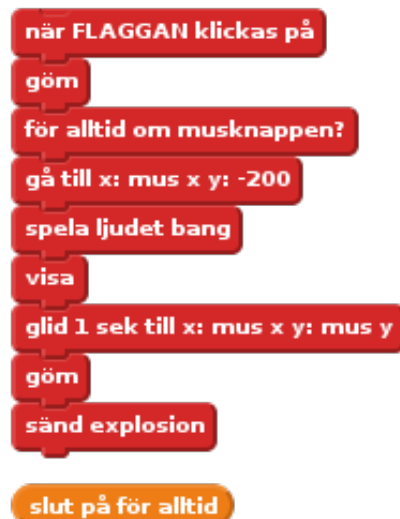 när FLAGGAN klickas på
göm
för alltid om musknappen?
gå till x: mus x y: -200
spela ljudet bang
visa
glid 1 sek till x: mus x y: mus y
göm
sänd explosion
slut på för alltid